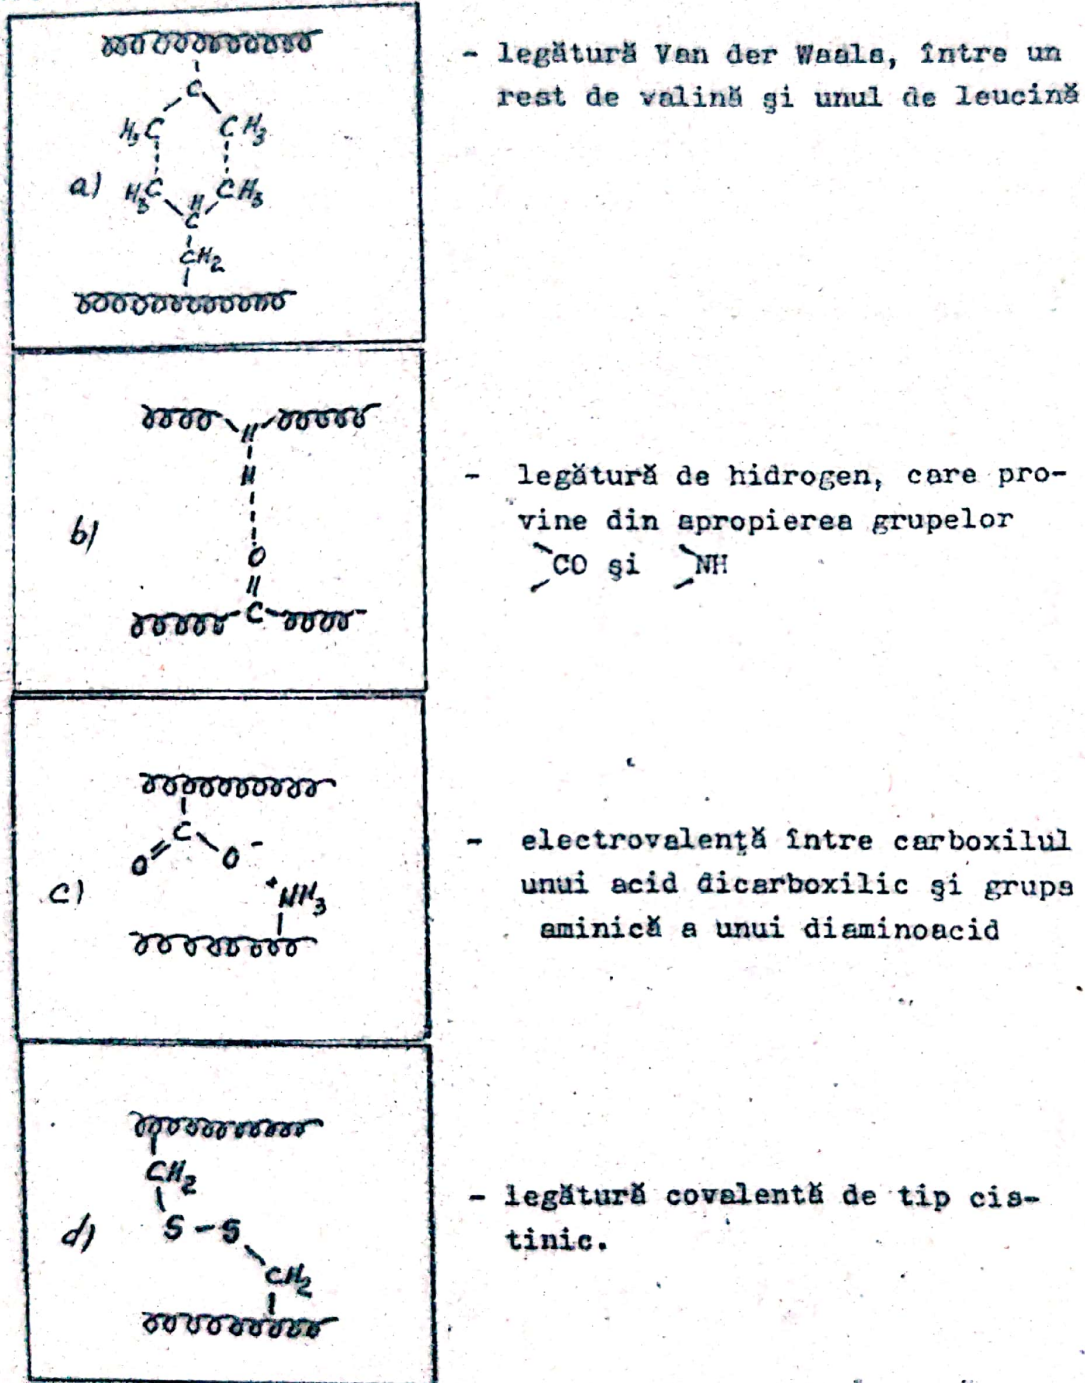 - legătură Van der Waals, între un
rest de valină şi unul de leucină
C
H3C CH3
a) H3C CH3
H
C
CH2
- legătură de hidrogen, care pro-
vine din apropierea grupelor
>CO şi >NH
N
H
b)
O
C
- electrovalenţă între carboxilul
unui acid dicarboxilic şi grupa
aminică a unui diaminoacid
C
O O-
c) +NH3
- legătură covalentă de tip cis-
tinic.
CH2
d) S-S
CH2